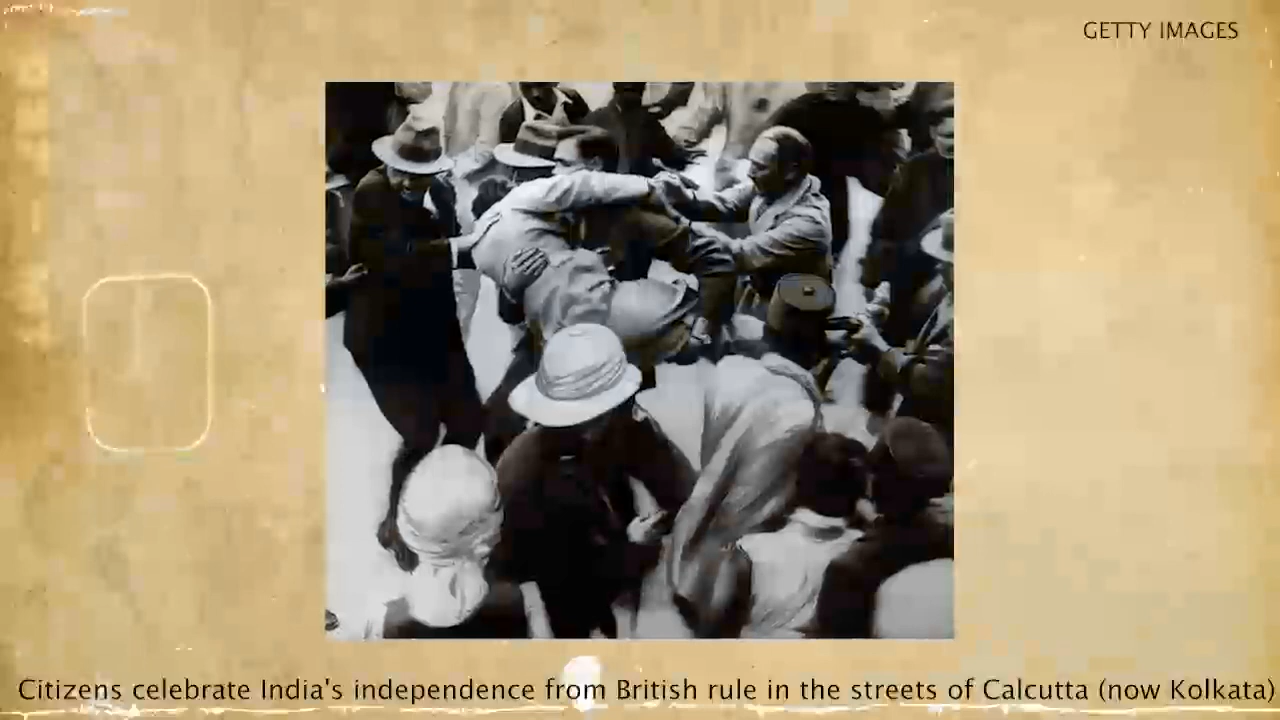 GETTY IMAGES
Citizens celebrate India's independence from British rule in the streets of Calcutta (now Kolkata)